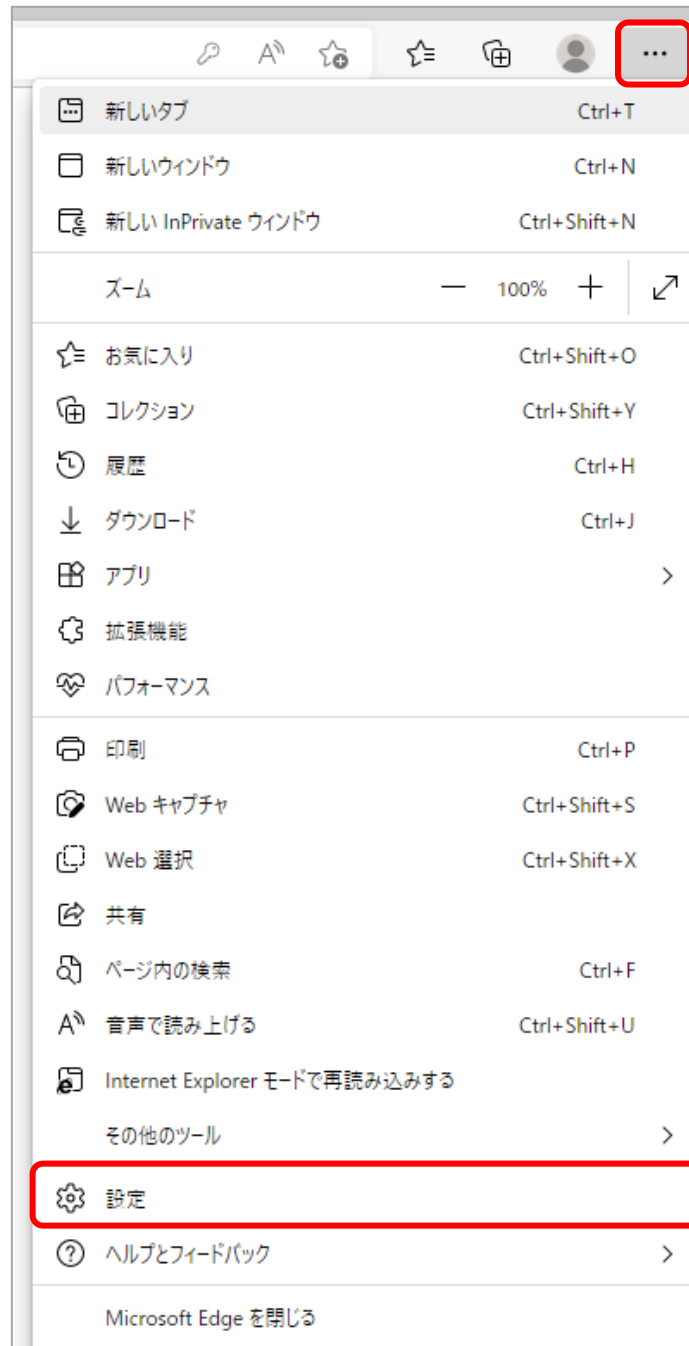 新しいタブ Ctrl+T
新しいウィンドウ Ctrl+N
新しい InPrivate ウィンドウ Ctrl+Shift+N
ズーム 100%
お気に入り Ctrl+Shift+O
コレクション Ctrl+Shift+Y
履歴 Ctrl+H
ダウンロード Ctrl+J
アプリ
拡張機能
パフォーマンス
印刷 Ctrl+P
Web キャプチャ Ctrl+Shift+S
Web 選択 Ctrl+Shift+X
共有
ページ内の検索 Ctrl+F
音声で読み上げる Ctrl+Shift+U
Internet Explorer モードで再読み込みする
その他のツール
設定
ヘルプとフィードバック
Microsoft Edge を閉じる